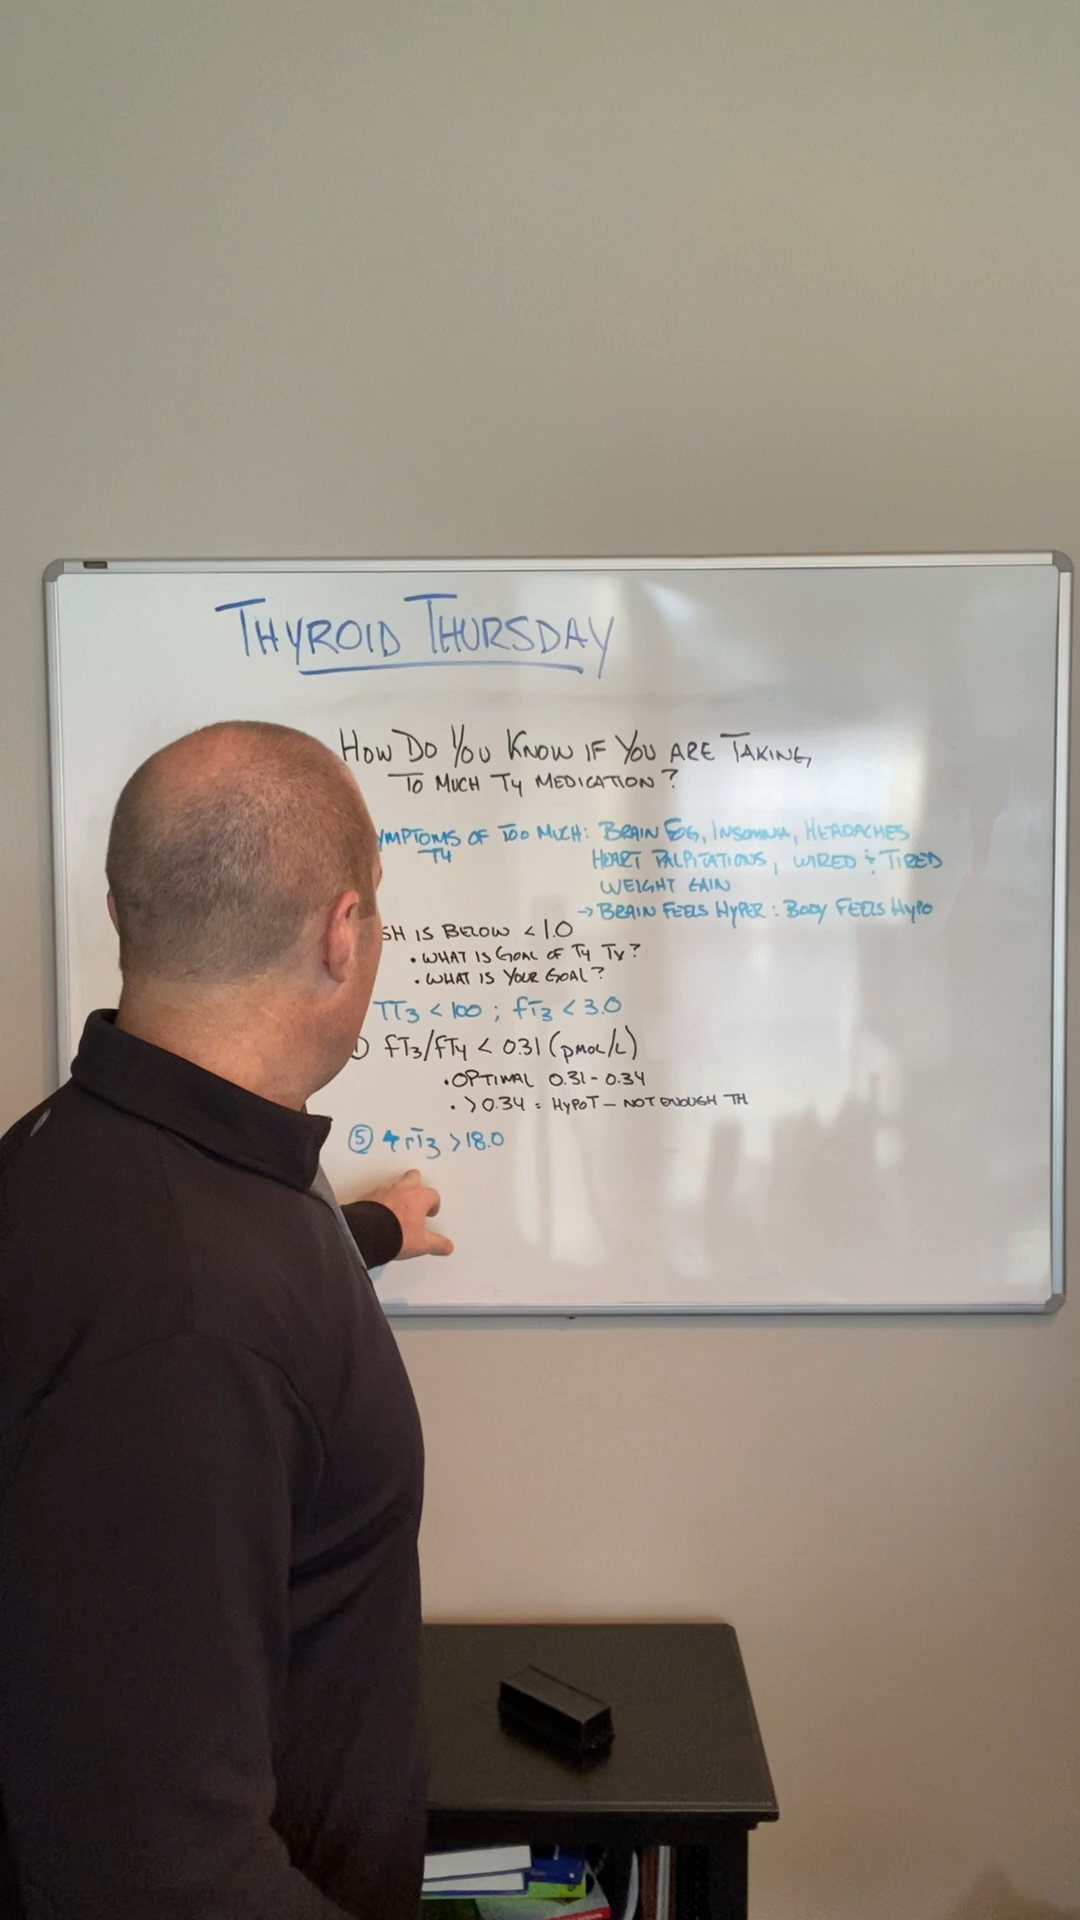 THYROID THURSDAY
HOW DO YOU KNOW IF YOU ARE TAKING
TO MUCH T4 MEDICATION?
YMPTOMS OF TOO MUCH: BRAIN FOG, INSOMNIA, HEADACHES
T4 HEART PALPITATIONS, WIRED & TIRED
WEIGHT GAIN
→ BRAIN FEELS HYPER: BODY FEELS HYPO
SH IS BELOW < 1.0
• WHAT IS GOAL OF T4 TX?
• WHAT IS YOUR GOAL?
TT3 < 100 ; fT3 < 3.0
fT3/fT4 < 0.31 (pmol/L)
• OPTIMAL 0.31 - 0.34
• > 0.34 = HYPOT - NOT ENOUGH TH
⑤ ↑ rT3 > 18.0